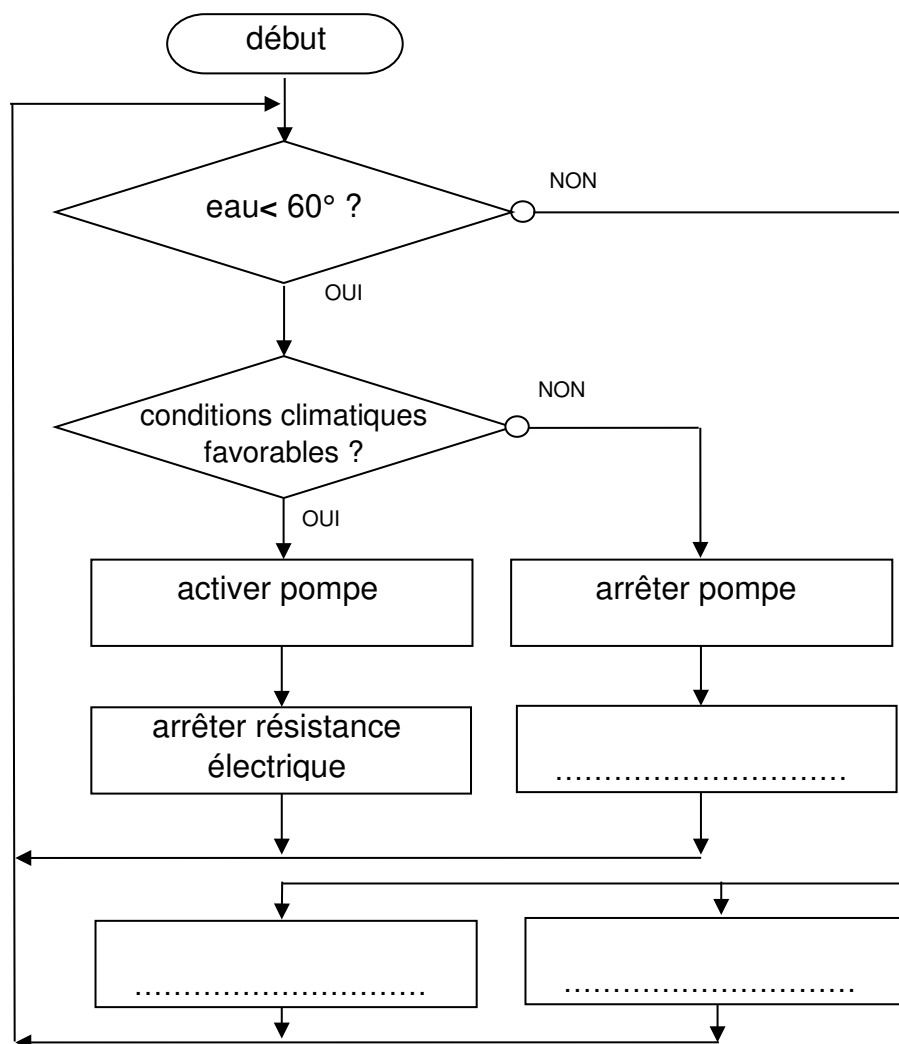 début
eau< 60° ?
NON
OUI
conditions climatiques
favorables ?
NON
OUI
activer pompe
arrêter pompe
arrêter résistance
électrique
.............................
.............................
.............................